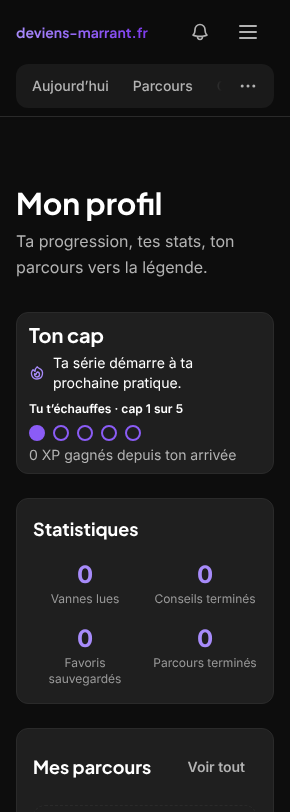 deviens-marrant.fr
Aujourd'hui Parcours
Mon profil
Ta progression, tes stats, ton
parcours vers la légende.
Ton cap
Ta série démarre à ta
prochaine pratique.
Tu t'échauffes · cap 1 sur 5
0 XP gagnés depuis ton arrivée
Statistiques
0 0
Vannes lues Conseils terminés
0 0
Favoris Parcours terminés
sauvegardés
Mes parcours Voir tout